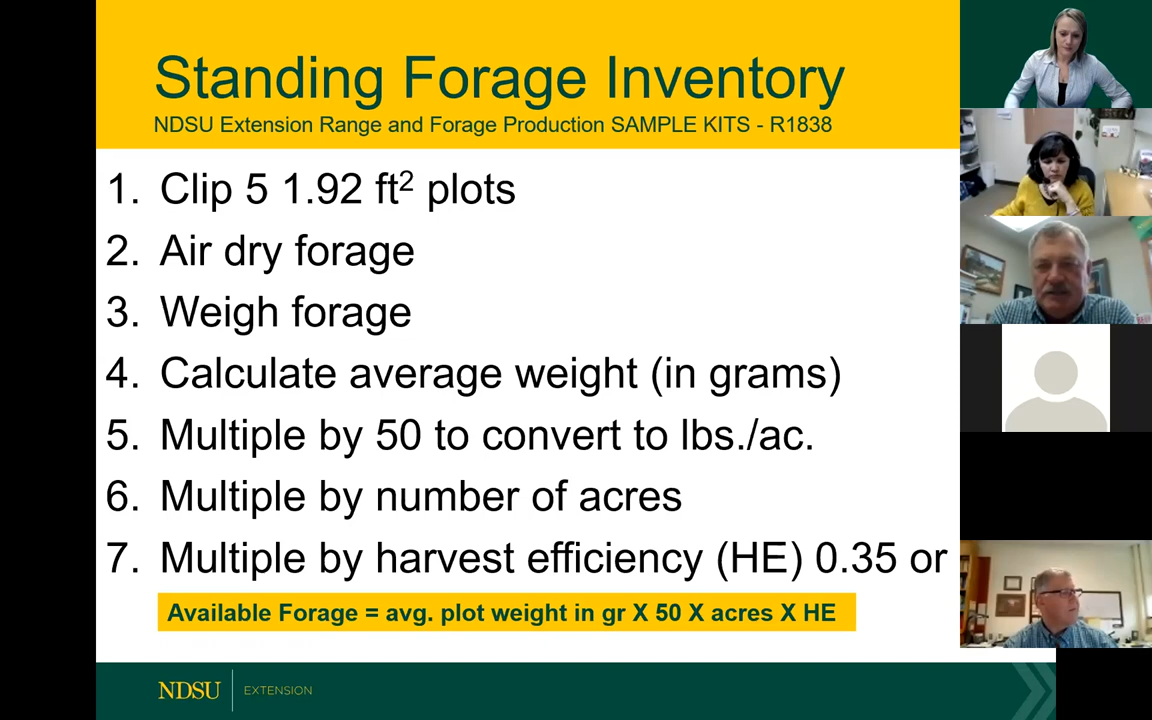 Standing Forage Inventory
NDSU Extension Range and Forage Production SAMPLE KITS - R1838
1. Clip 5 1.92 ft² plots
2. Air dry forage
3. Weigh forage
4. Calculate average weight (in grams)
5. Multiple by 50 to convert to lbs./ac.
6. Multiple by number of acres
7. Multiple by harvest efficiency (HE) 0.35 or
Available Forage = avg. plot weight in gr X 50 X acres X HE
NDSU EXTENSION